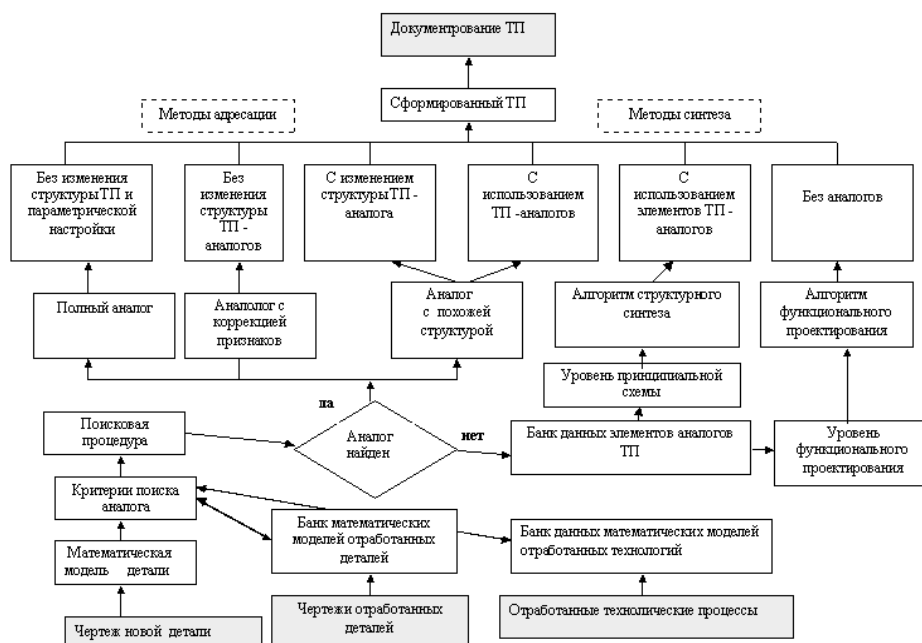 Документрование ТП
Сформированный ТП
Методы адресации
Методы синтеза
Без изменения
структуры ТП и
параметрической
настройки
Без
изменения
структуры
ТП -
аналогов
С изменением
структуры ТП -
аналога
С
использованием
ТП -аналогов
С
использованием
элементов ТП -
аналогов
Без аналогов
Полный аналог
Анаполог с
коррекцией
признаков
Аналог
с похожей
структурой
Алгоритм структурного
синтеза
Алгоритм
функционального
проектирования
Уровень принципиальной
схемы
да
Поисковая
процедура
Аналог
найден
нет
Банк данных элементов аналогов
ТП
Уровень
функционального
проектирования
Критерии поиска
аналога
Банк математических
моделей отработанных
деталей
Банк данных математических моделей
отработанных технологий
Математическая
модель детали
Чертеж новой детали
Чертежи отработанных
деталей
Отработанные технолические процессы